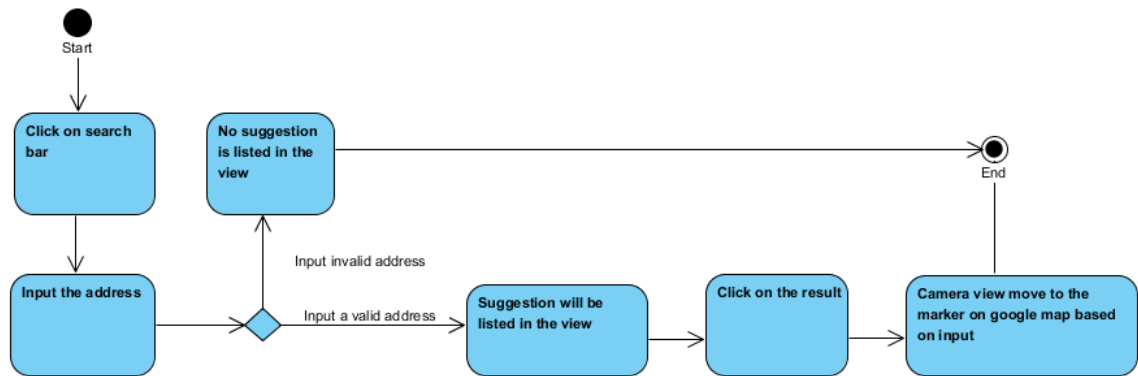 Start
Click on search
bar
No suggestion
is listed in the
view
End
Input the address
Input invalid address
Input a valid address
Suggestion will be
listed in the view
Click on the result
Camera view move to the
marker on google map based
on input